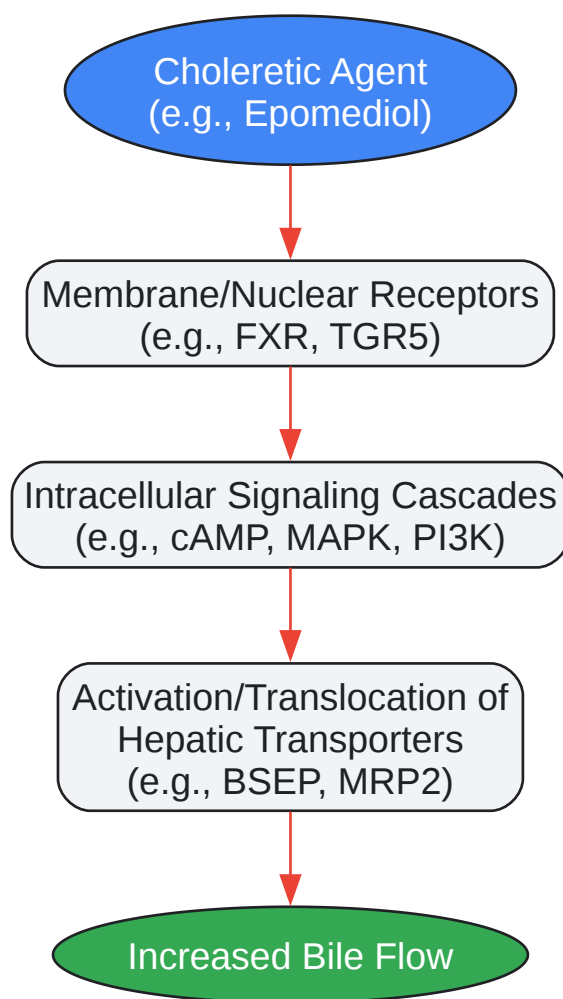 Choleretic Agent
(e.g., Epomediol)
Membrane/Nuclear Receptors
(e.g., FXR, TGR5)
Intracellular Signaling Cascades
(e.g., cAMP, MAPK, PI3K)
Activation/Translocation of
Hepatic Transporters
(e.g., BSEP, MRP2)
Increased Bile Flow